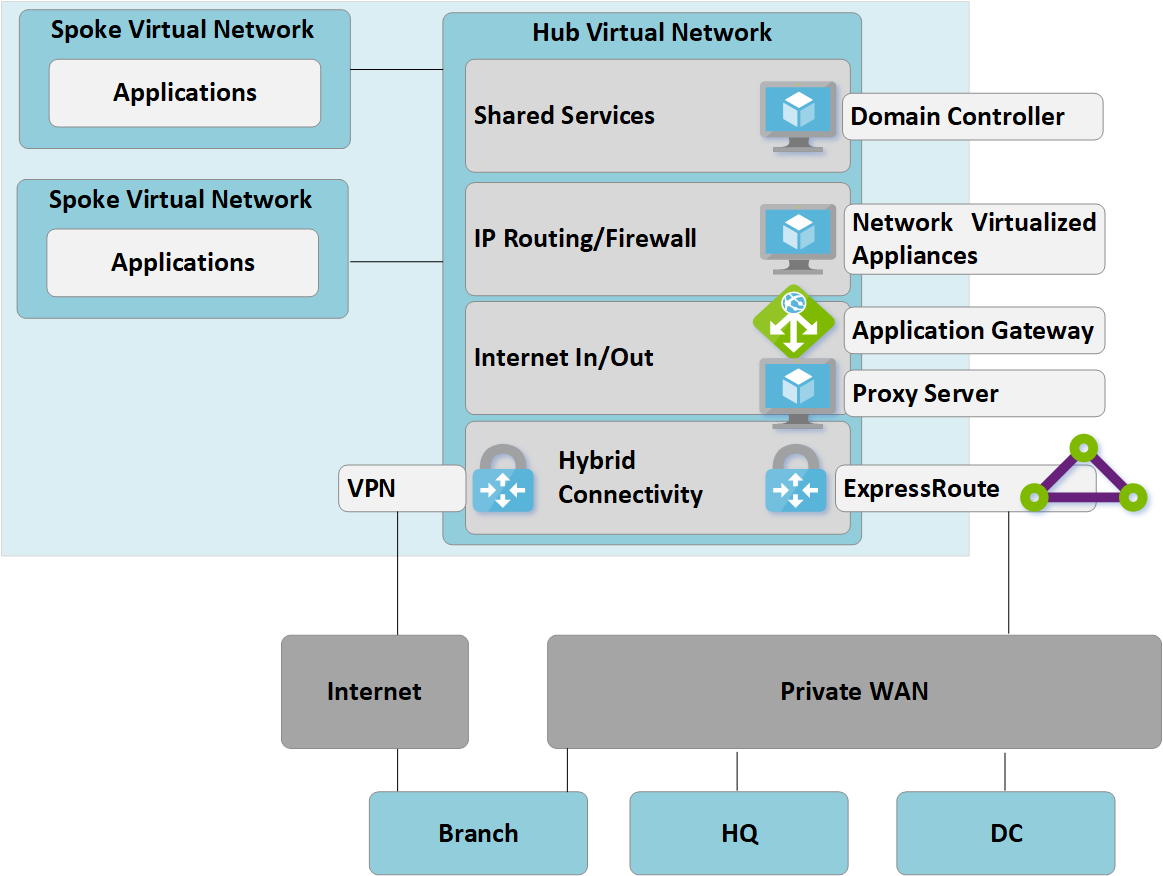 Spoke Virtual Network
Applications
Spoke Virtual Network
Applications
Hub Virtual Network
Shared Services
Domain Controller
IP Routing/Firewall
Network Virtualized
Appliances
Internet In/Out
Application Gateway
Proxy Server
VPN
Hybrid
Connectivity
ExpressRoute
Internet
Private WAN
Branch
HQ
DC